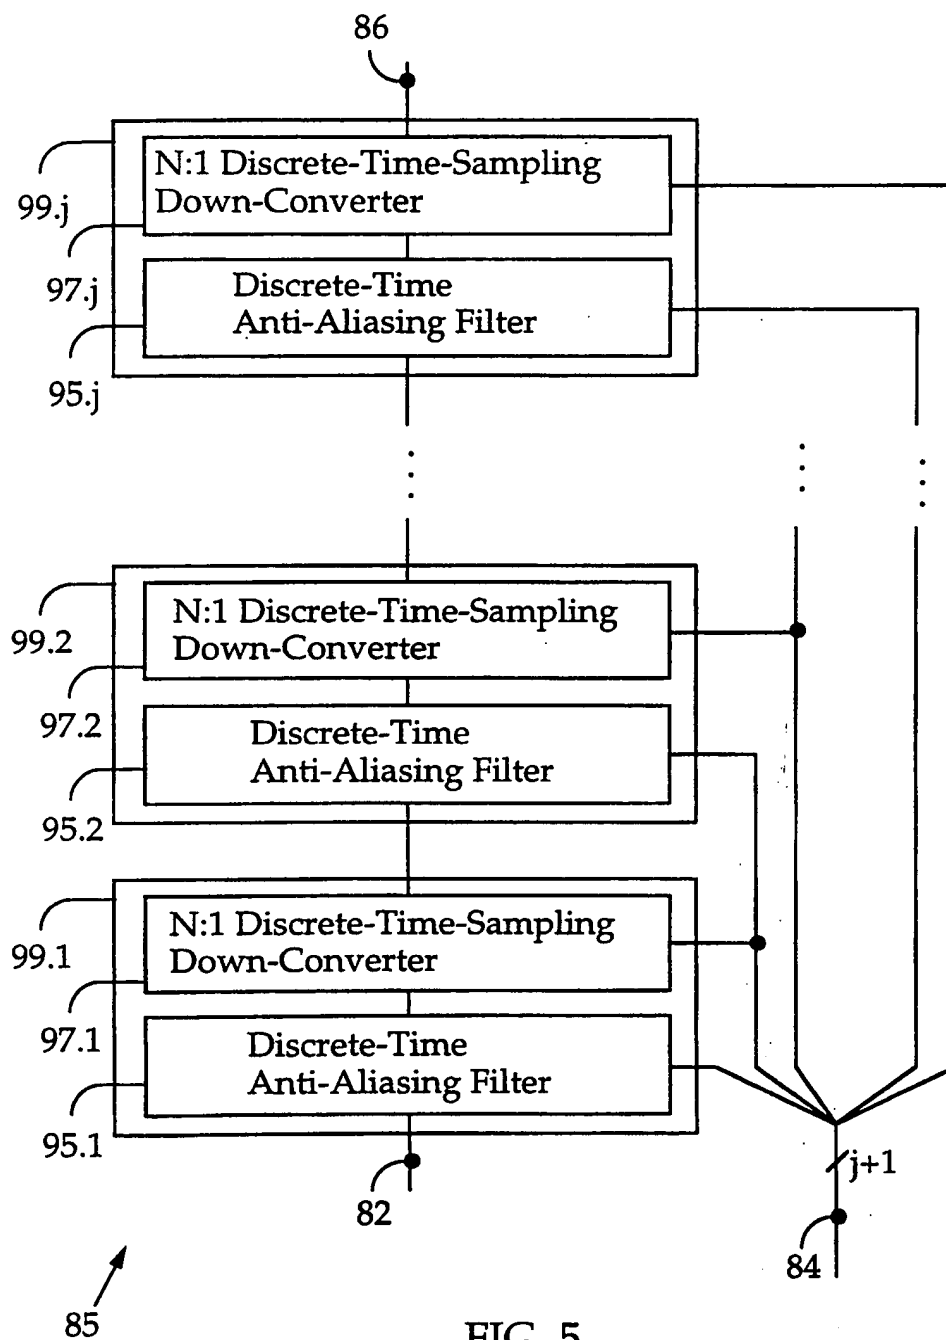 86
N:1 Discrete-Time-Sampling
Down-Converter
99.j
97.j
Discrete-Time
Anti-Aliasing Filter
95.j
N:1 Discrete-Time-Sampling
Down-Converter
99.2
97.2
Discrete-Time
Anti-Aliasing Filter
95.2
N:1 Discrete-Time-Sampling
Down-Converter
99.1
97.1
Discrete-Time
Anti-Aliasing Filter
95.1
j+1
82
84
85
FIG. 5